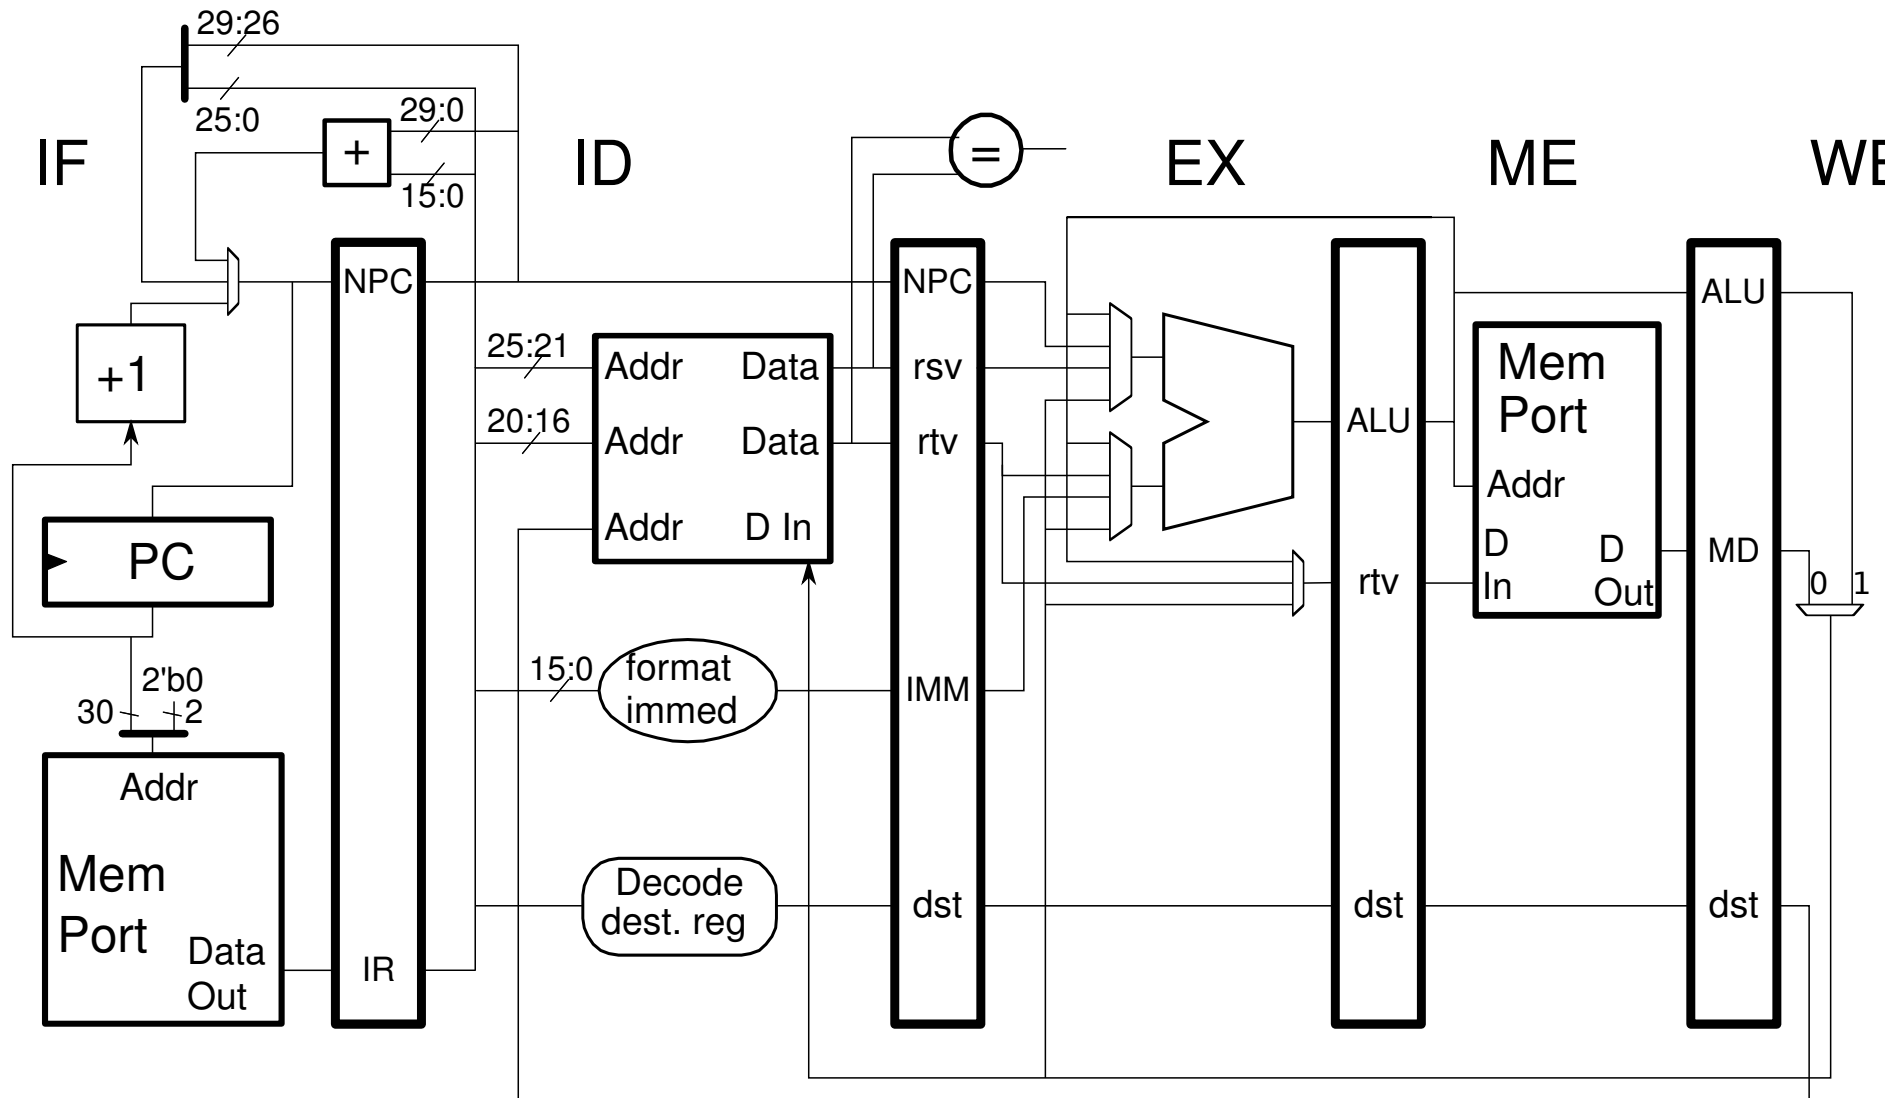 29:26
25:0
29:0
+
15:0
IF
ID
=
EX
ME
WE
NPC
NPC
ALU
+1
25:21
Addr
Data
rsv
20:16
Addr
Data
rtv
Addr
D In
ALU
Mem
Port
Addr
D
In
D
Out
MD
0
1
PC
rtv
2'b0
30
2
15:0
format
immed
IMM
Addr
Mem
Port
Data
Out
IR
Decode
dest. reg
dst
dst
dst